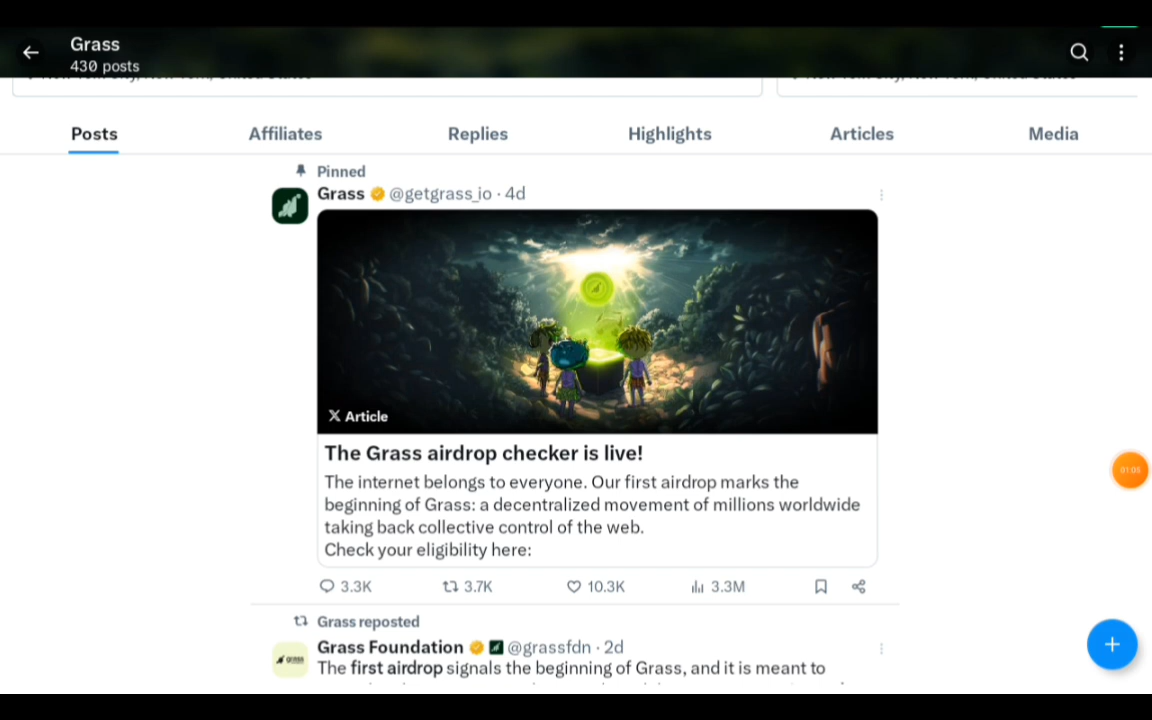 Grass
430 posts
Posts
Affiliates
Replies
Highlights
Articles
Media
Pinned
Grass @getgrass_io · 4d
X Article
The Grass airdrop checker is live!
The internet belongs to everyone. Our first airdrop marks the
beginning of Grass: a decentralized movement of millions worldwide
taking back collective control of the web.
Check your eligibility here:
3.3K
3.7K
10.3K
3.3M
01:03
Grass reposted
Grass Foundation @grassfdn · 2d
The first airdrop signals the beginning of Grass, and it is meant to